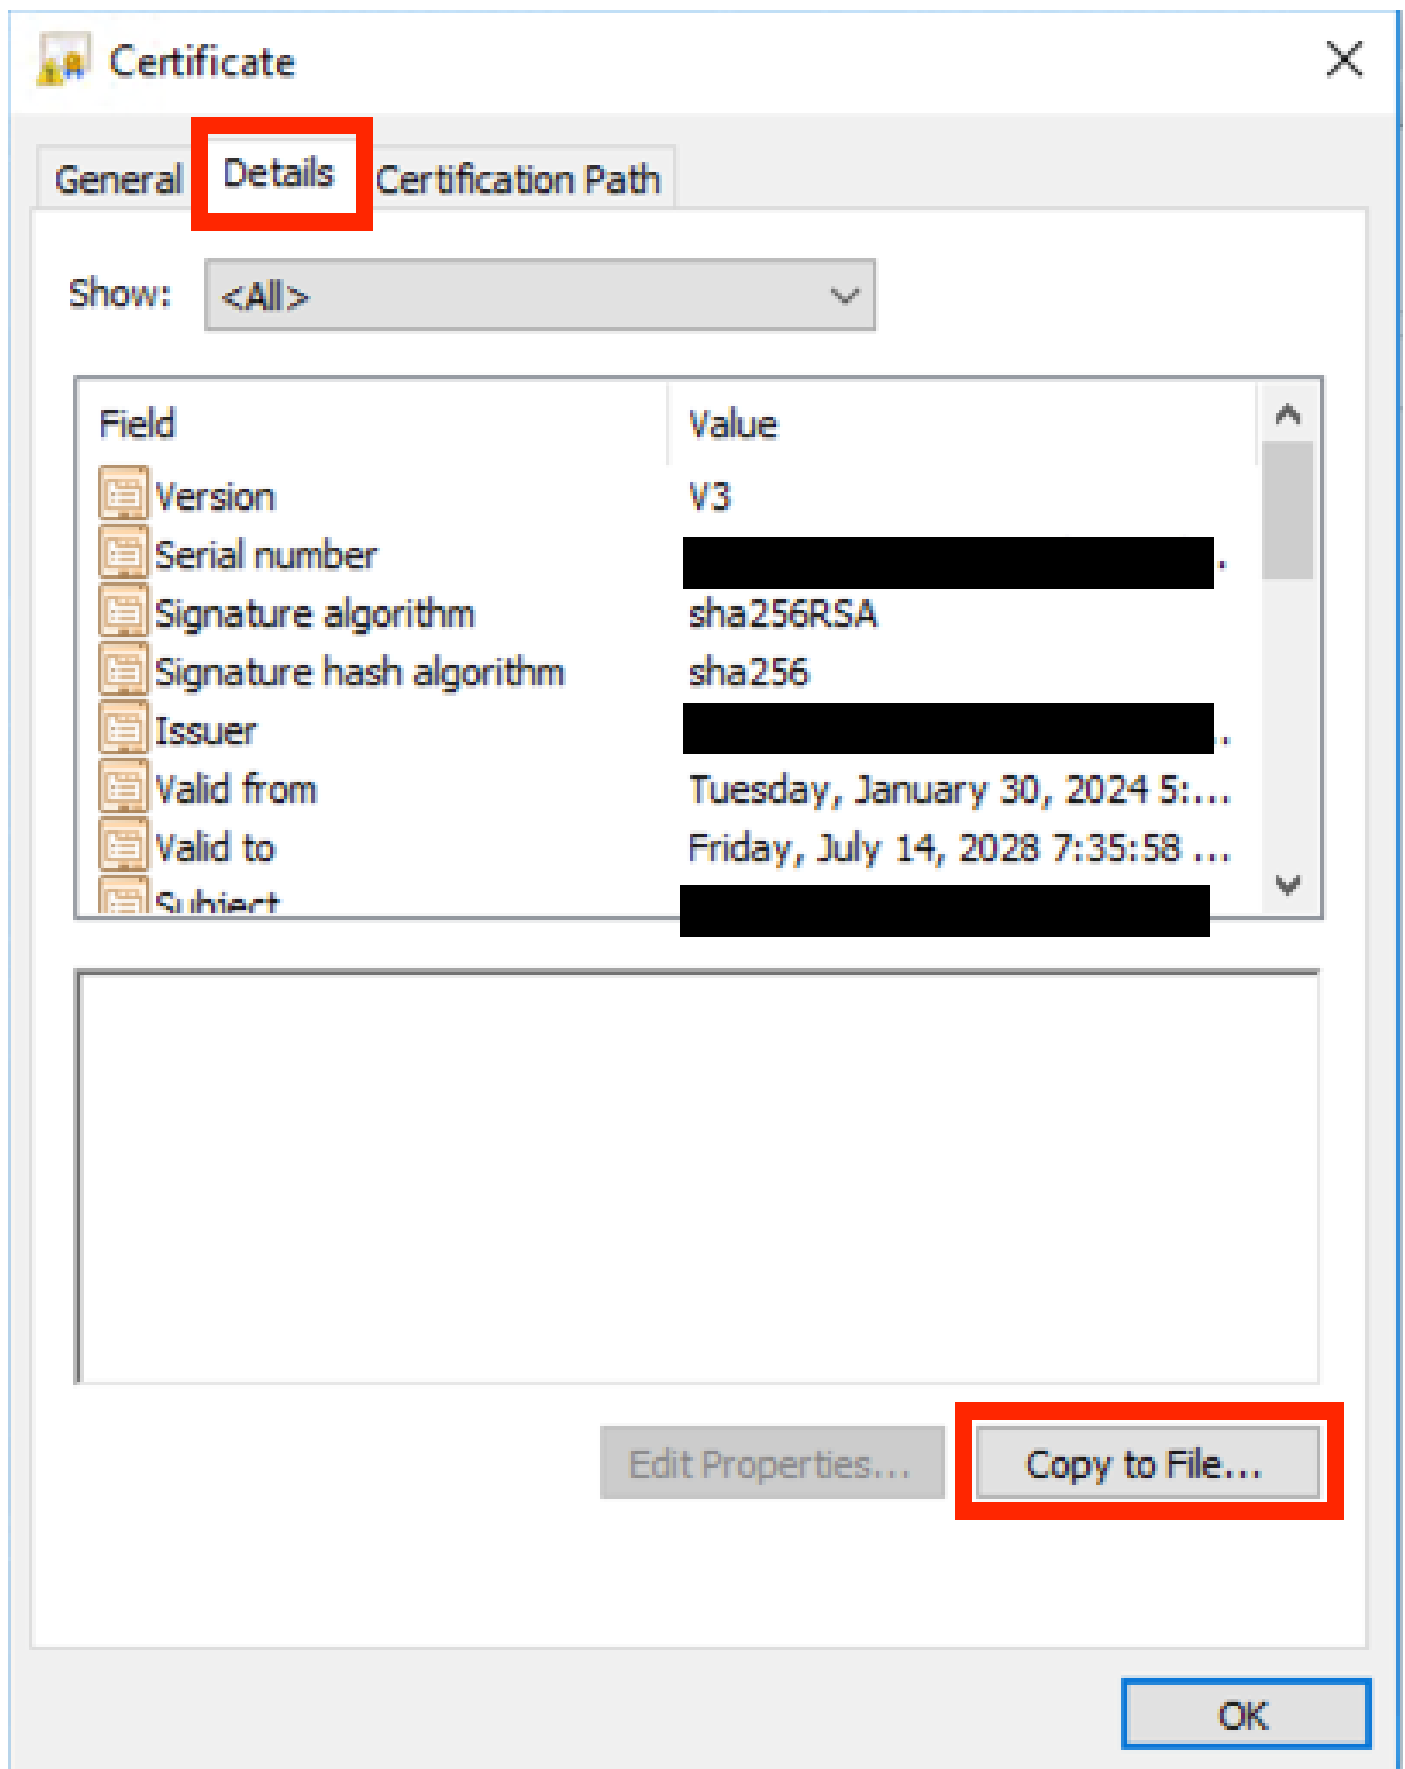 Certificate
General Details Certification Path
Show: <All>
Field Value
Version V3
Serial number .
Signature algorithm sha256RSA
Signature hash algorithm sha256
Issuer ..
Valid from Tuesday, January 30, 2024 5:...
Valid to Friday, July 14, 2028 7:35:58 ...
Subject
Edit Properties...
Copy to File...
OK